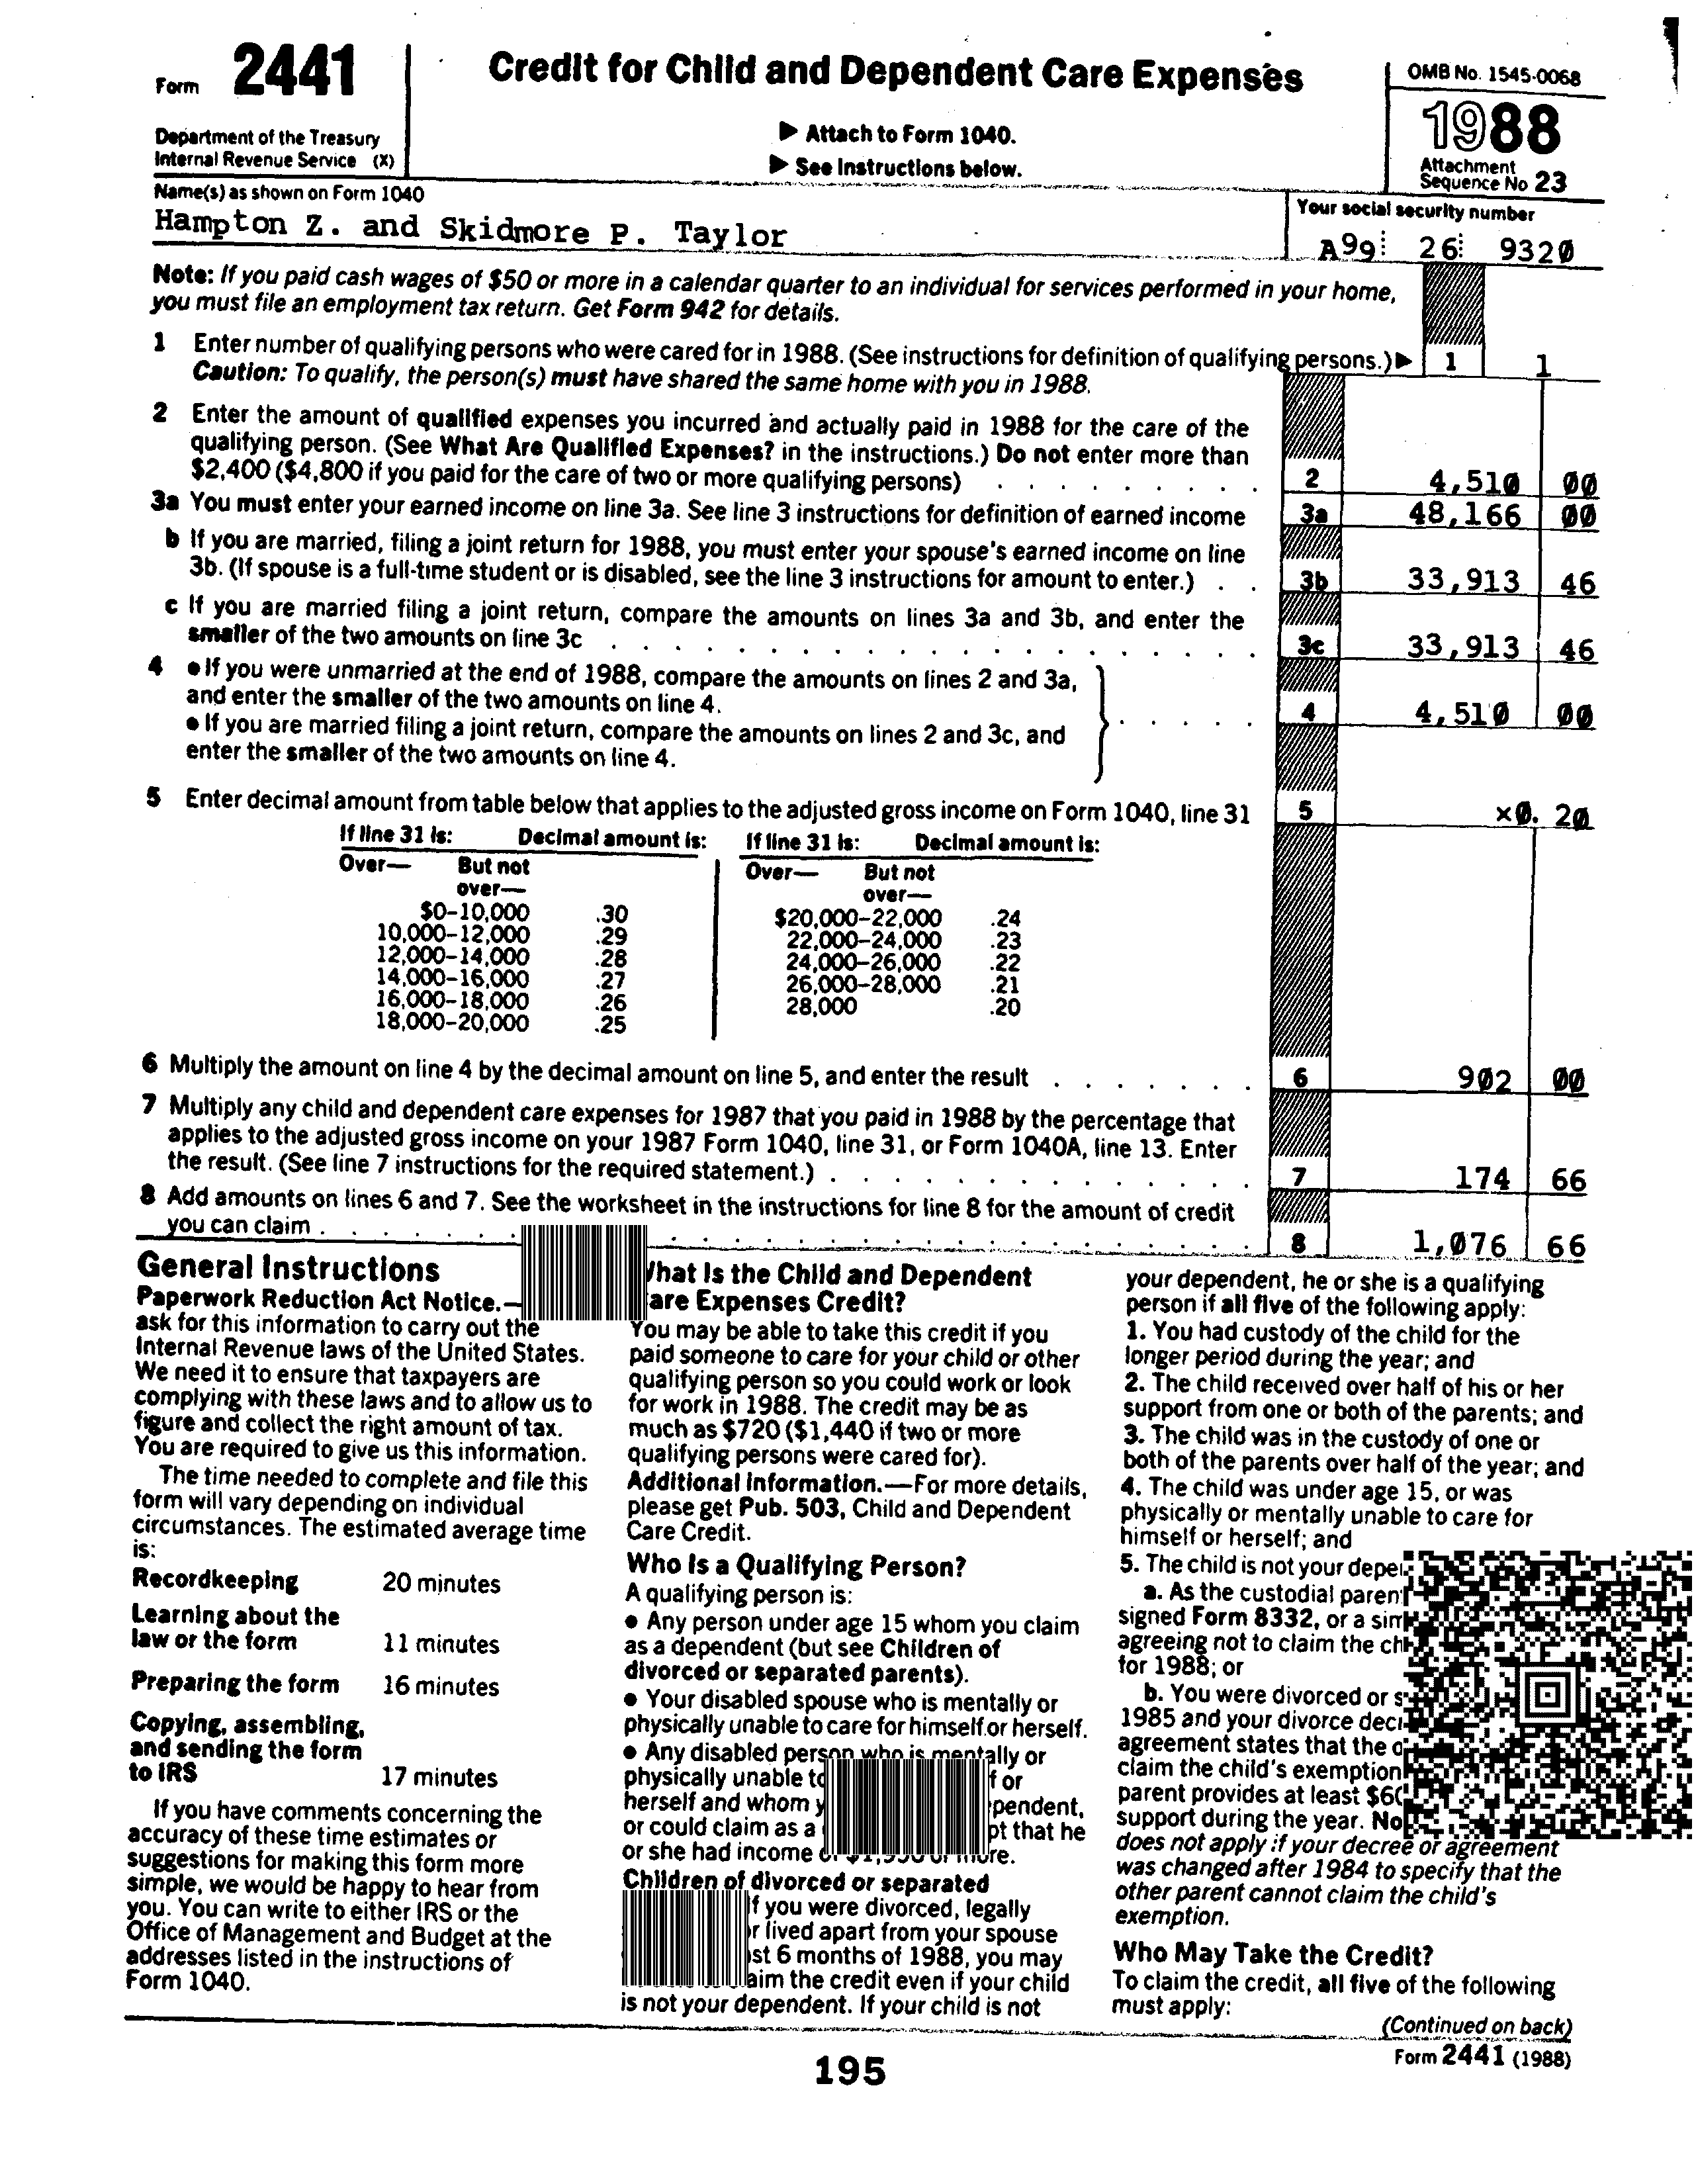 Form 2441
Department of the Treasury
Internal Revenue Service (X)
Credit for Child and Dependent Care Expenses
▶ Attach to Form 1040.
▶ See Instructions below.
OMB No. 1545-0068
1988
Attachment
Sequence No 23
Name(s) as shown on Form 1040
Hampton Z. and Skidmore P. Taylor
Your social security number
A99 26 9320
Note: If you paid cash wages of $50 or more in a calendar quarter to an individual for services performed in your home,
you must file an employment tax return. Get Form 942 for details.
1 Enter number of qualifying persons who were cared for in 1988. (See instructions for definition of qualifying persons.) ▶ 1 1
Caution: To qualify, the person(s) must have shared the same home with you in 1988.
2 Enter the amount of qualified expenses you incurred and actually paid in 1988 for the care of the
qualifying person. (See What Are Qualified Expenses? in the instructions.) Do not enter more than
$2,400 ($4,800 if you paid for the care of two or more qualifying persons) . . . . . . . . . 2 4,510 00
3a You must enter your earned income on line 3a. See line 3 instructions for definition of earned income 3a 48,166 00
b If you are married, filing a joint return for 1988, you must enter your spouse's earned income on line
3b. (If spouse is a full-time student or is disabled, see the line 3 instructions for amount to enter.) . . 3b 33,913 46
c If you are married filing a joint return, compare the amounts on lines 3a and 3b, and enter the
smaller of the two amounts on line 3c . . . . . . . . . . . . . . . . . 3c 33,913 46
4 • If you were unmarried at the end of 1988, compare the amounts on lines 2 and 3a,
and enter the smaller of the two amounts on line 4.
• If you are married filing a joint return, compare the amounts on lines 2 and 3c, and
enter the smaller of the two amounts on line 4.
. . . . . 4 4,510 00
5 Enter decimal amount from table below that applies to the adjusted gross income on Form 1040, line 31 5 ×0. 20
If line 31 is: Decimal amount is: If line 31 is: Decimal amount is:
Over— But not over— Over— But not over—
$0–10,000 .30 $20,000–22,000 .24
10,000–12,000 .29 22,000–24,000 .23
12,000–14,000 .28 24,000–26,000 .22
14,000–16,000 .27 26,000–28,000 .21
16,000–18,000 .26 28,000 .20
18,000–20,000 .25
6 Multiply the amount on line 4 by the decimal amount on line 5, and enter the result . . . . . . . 6 902 00
7 Multiply any child and dependent care expenses for 1987 that you paid in 1988 by the percentage that
applies to the adjusted gross income on your 1987 Form 1040, line 31, or Form 1040A, line 13. Enter
the result. (See line 7 instructions for the required statement.) . . . . . . . . . . . . . . 7 174 66
8 Add amounts on lines 6 and 7. See the worksheet in the instructions for line 8 for the amount of credit
you can claim . . . . . . . . . . . . . . . . . . . . . . . . 8 1,076 66
General Instructions
Paperwork Reduction Act Notice.—
ask for this information to carry out the
Internal Revenue laws of the United States.
We need it to ensure that taxpayers are
complying with these laws and to allow us to
figure and collect the right amount of tax.
You are required to give us this information.
The time needed to complete and file this
form will vary depending on individual
circumstances. The estimated average time
is:
Recordkeeping 20 minutes
Learning about the
law or the form 11 minutes
Preparing the form 16 minutes
Copying, assembling,
and sending the form
to IRS 17 minutes
If you have comments concerning the
accuracy of these time estimates or
suggestions for making this form more
simple, we would be happy to hear from
you. You can write to either IRS or the
Office of Management and Budget at the
addresses listed in the instructions of
Form 1040.
hat Is the Child and Dependent
are Expenses Credit?
You may be able to take this credit if you
paid someone to care for your child or other
qualifying person so you could work or look
for work in 1988. The credit may be as
much as $720 ($1,440 if two or more
qualifying persons were cared for).
Additional Information.—For more details,
please get Pub. 503, Child and Dependent
Care Credit.
Who Is a Qualifying Person?
A qualifying person is:
• Any person under age 15 whom you claim
as a dependent (but see Children of
divorced or separated parents).
• Your disabled spouse who is mentally or
physically unable to care for himself or herself.
• Any disabled person who is mentally or
physically unable to f or
herself and whom y pendent,
or could claim as a pt that he
or she had income or more.
Children of divorced or separated
f you were divorced, legally
r lived apart from your spouse
st 6 months of 1988, you may
aim the credit even if your child
is not your dependent. If your child is not
your dependent, he or she is a qualifying
person if all five of the following apply:
1. You had custody of the child for the
longer period during the year; and
2. The child received over half of his or her
support from one or both of the parents; and
3. The child was in the custody of one or
both of the parents over half of the year; and
4. The child was under age 15, or was
physically or mentally unable to care for
himself or herself; and
5. The child is not your depe
a. As the custodial parent
signed Form 8332, or a sim
agreeing not to claim the ch
for 1988; or
b. You were divorced or s
1985 and your divorce dec
agreement states that the o
claim the child's exemption
parent provides at least $60
support during the year. No
does not apply if your decree or agreement
was changed after 1984 to specify that the
other parent cannot claim the child's
exemption.
Who May Take the Credit?
To claim the credit, all five of the following
must apply:
(Continued on back)
Form 2441 (1988)
195